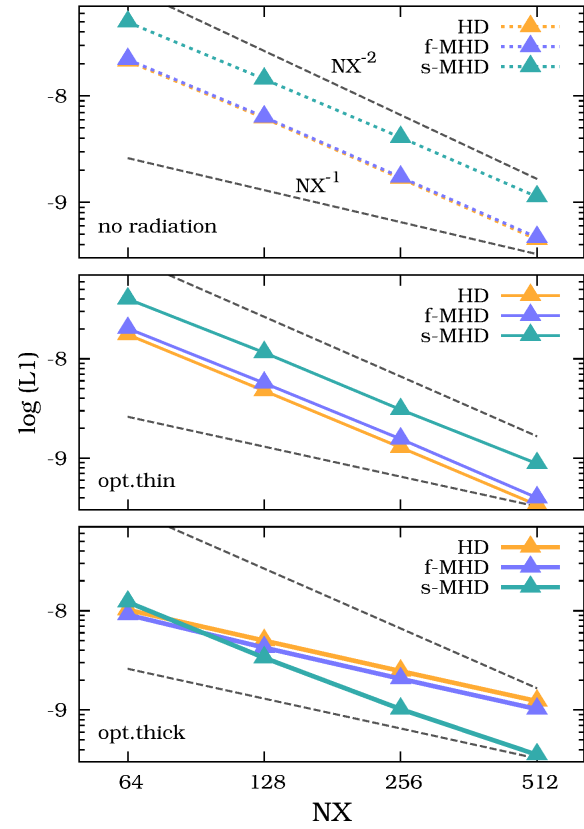 HD
f-MHD
s-MHD
NX-2
-8
NX-1
-9
no radiation
HD
f-MHD
s-MHD
-8
log (L1)
-9
opt.thin
HD
f-MHD
s-MHD
-8
-9
opt.thick
64 128 256 512
NX